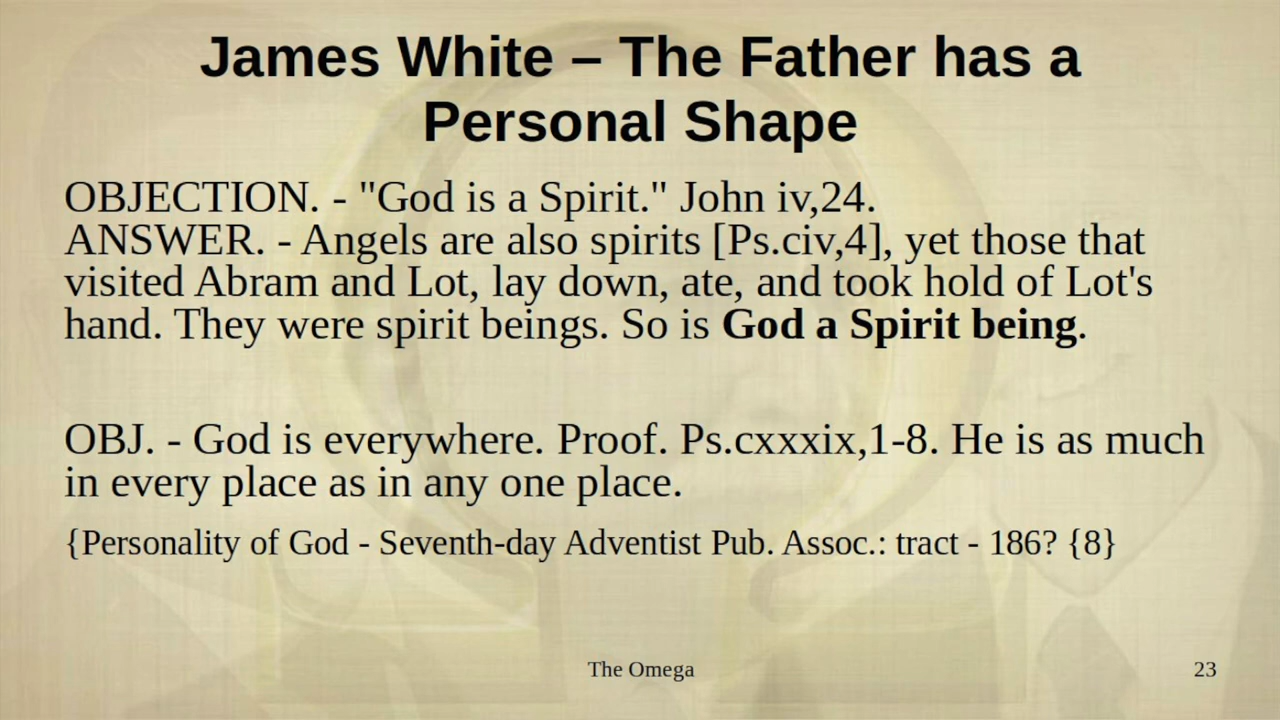 James White – The Father has a
Personal Shape
OBJECTION. - "God is a Spirit." John iv,24.
ANSWER. - Angels are also spirits [Ps.civ,4], yet those that
visited Abram and Lot, lay down, ate, and took hold of Lot's
hand. They were spirit beings. So is God a Spirit being.
OBJ. - God is everywhere. Proof. Ps.cxxxix,1-8. He is as much
in every place as in any one place.
{Personality of God - Seventh-day Adventist Pub. Assoc.: tract - 186? {8}
The Omega
23